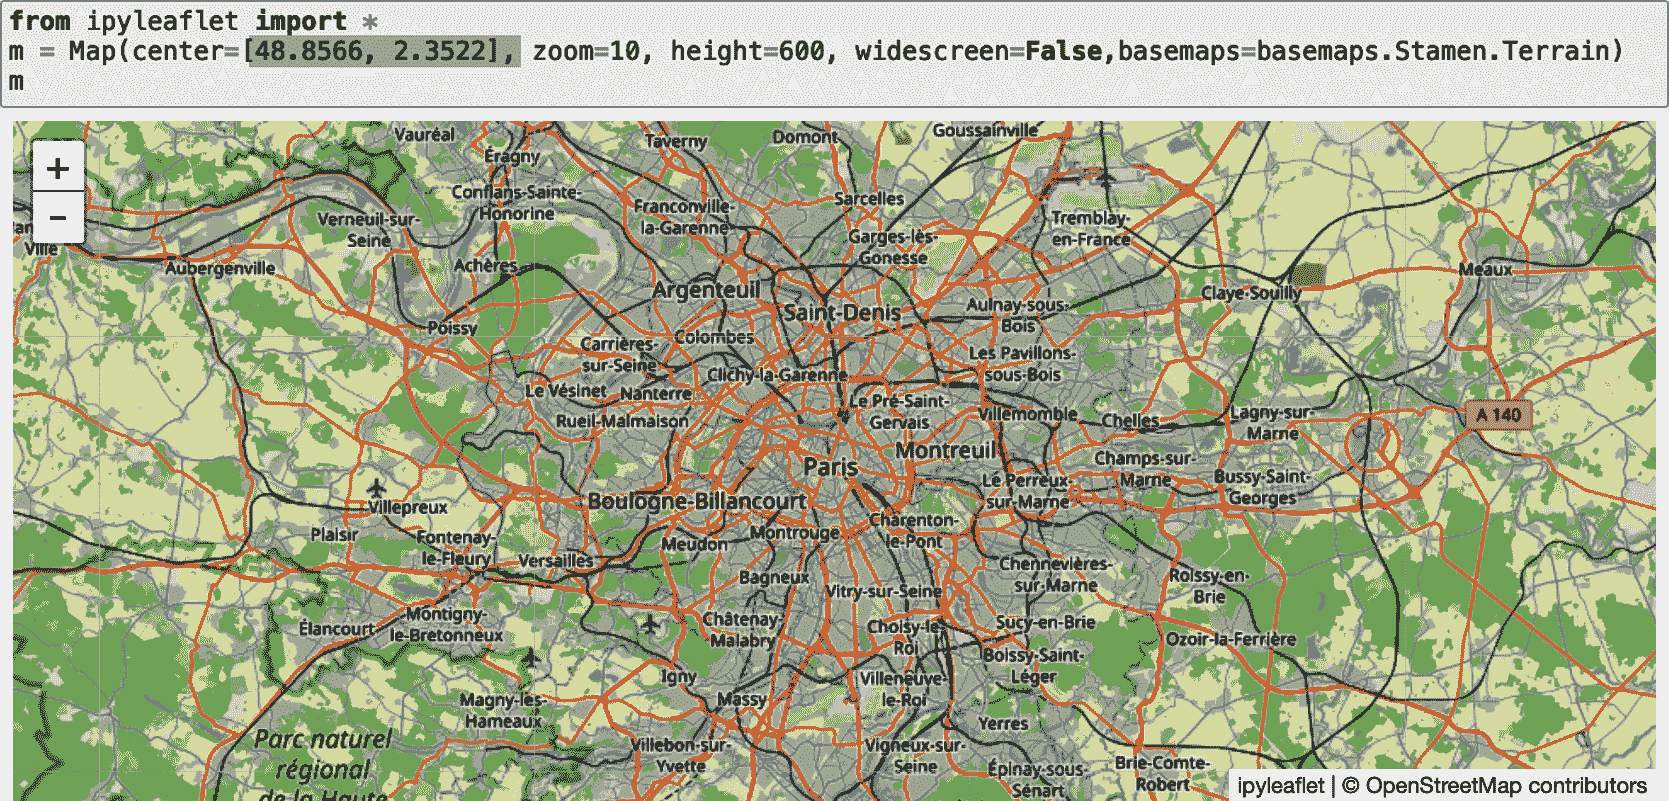 from ipyleaflet import *
m = Map(center=[48.8566, 2.3522], zoom=10, height=600, widescreen=False,basemaps=basemaps.Stamen.Terrain)
m
+
−
Vauréal
Taverny
Domont
Goussainville
Éragny
Conflans-Sainte-
Honorine
Franconville-
la-Garenne
Sarcelles
Verneuil-sur-
Seine
Tremblay-
en-France
Garges-lès-
Gonesse
Ville
Aubergenville
Achères
Meaux
Argenteuil
Claye-Souilly
Saint-Denis
Aulnay-sous-
Bois
Poissy
Colombes
Carrières-
sur-Seine
Les Pavillons-
sous-Bois
Clichy-la-Garenne
Le Vésinet
Nanterre
Le Pré-Saint-
Gervais
Rueil-Malmaison
Villemomble
Chelles
Lagny-sur-
Marne
A 140
Montreuil
Paris
Champs-sur-
Marne
Le Perreux-
sur-Marne
Bussy-Saint-
Georges
Boulogne-Billancourt
Villepreux
Charenton-
le-Pont
Plaisir
Fontenay-
le-Fleury
Montrouge
Meudon
Versailles
Chennevières-
sur-Marne
Bagneux
Roissy-en-
Brie
Vitry-sur-Seine
Montigny-
le-Bretonneux
Châtenay-
Malabry
Élancourt
Choisy-le-
Roi
Sucy-en-Brie
Ozoir-la-Ferrière
Boissy-Saint-
Léger
Igny
Villeneuve-
le-Roi
Magny-les-
Hameaux
Massy
Yerres
Parc naturel
régional
de la Haute
Villebon-sur-
Yvette
Vigneux-sur-
Seine
Épinay-sous-
Sénart
Brie-Comte-
Robert
ipyleaflet | © OpenStreetMap contributors